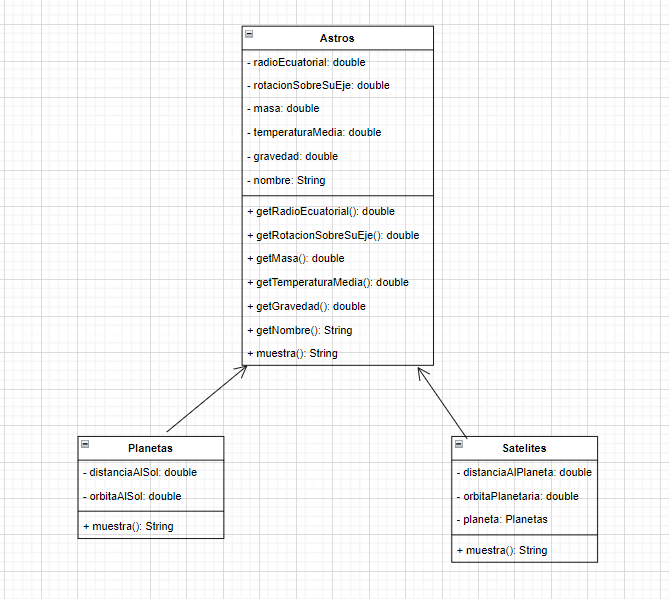 Astros
- radioEcuatorial: double
- rotacionSobreSuEje: double
- masa: double
- temperaturaMedia: double
- gravedad: double
- nombre: String
+ getRadioEcuatorial(): double
+ getRotacionSobreSuEje(): double
+ getMasa(): double
+ getTemperaturaMedia(): double
+ getGravedad(): double
+ getNombre(): String
+ muestra(): String
Planetas
- distanciaAlSol: double
- orbitaAlSol: double
+ muestra(): String
Satelites
- distanciaAlPlaneta: double
- orbitaPlanetaria: double
- planeta: Planetas
+ muestra(): String